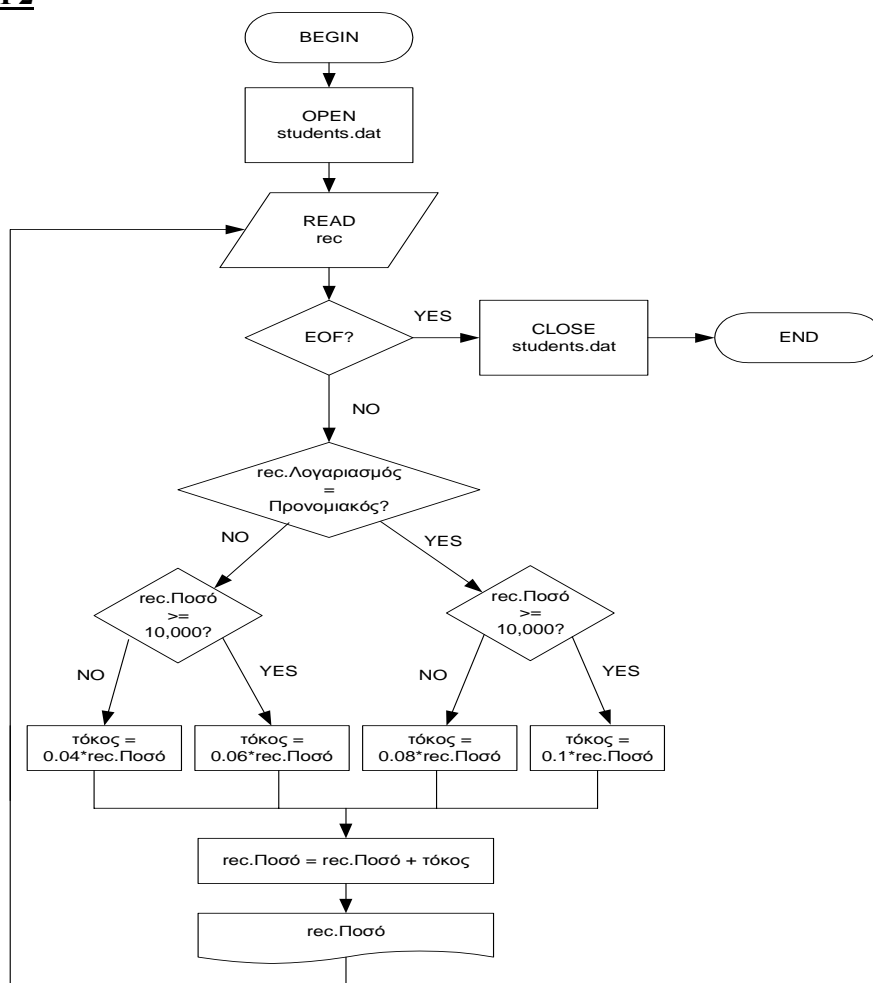 BEGIN
OPEN
students.dat
READ
rec
EOF?
YES
CLOSE
students.dat
END
NO
rec.Λογαριασμός
=
Προνομιακός?
NO
YES
rec.Ποσό
>=
10,000?
rec.Ποσό
>=
10,000?
NO
YES
NO
YES
τόκος =
0.04*rec.Ποσό
τόκος =
0.06*rec.Ποσό
τόκος =
0.08*rec.Ποσό
τόκος =
0.1*rec.Ποσό
rec.Ποσό = rec.Ποσό + τόκος
rec.Ποσό